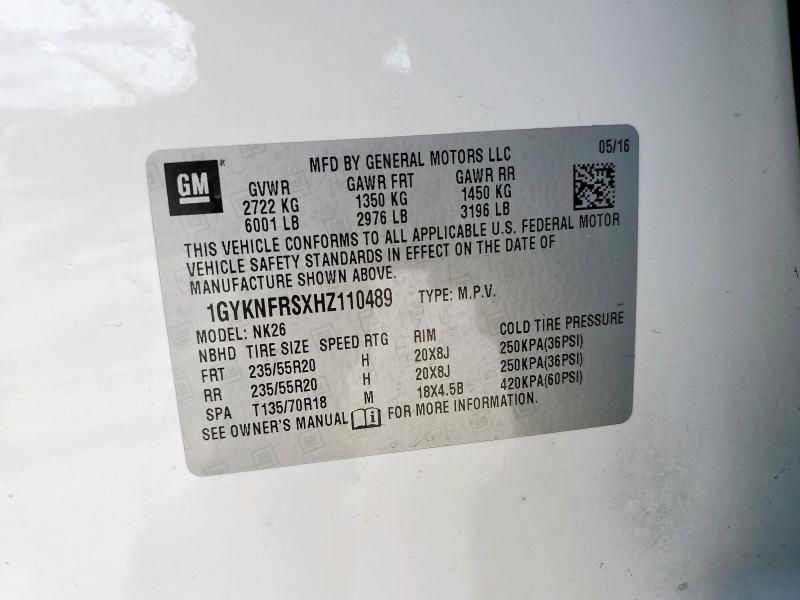 GM
MFD BY GENERAL MOTORS LLC 05/16
GVWR GAWR FRT GAWR RR
2722 KG 1350 KG 1450 KG
6001 LB 2976 LB 3196 LB
THIS VEHICLE CONFORMS TO ALL APPLICABLE U.S. FEDERAL MOTOR
VEHICLE SAFETY STANDARDS IN EFFECT ON THE DATE OF
MANUFACTURE SHOWN ABOVE.
1GYKNFRSXHZ110489 TYPE: M.P.V.
MODEL: NK26
NBHD TIRE SIZE SPEED RTG RIM COLD TIRE PRESSURE
FRT 235/55R20 H 20X8J 250KPA(36PSI)
RR 235/55R20 H 20X8J 250KPA(36PSI)
SPA T135/70R18 M 18X4.5B 420KPA(60PSI)
SEE OWNER'S MANUAL FOR MORE INFORMATION.